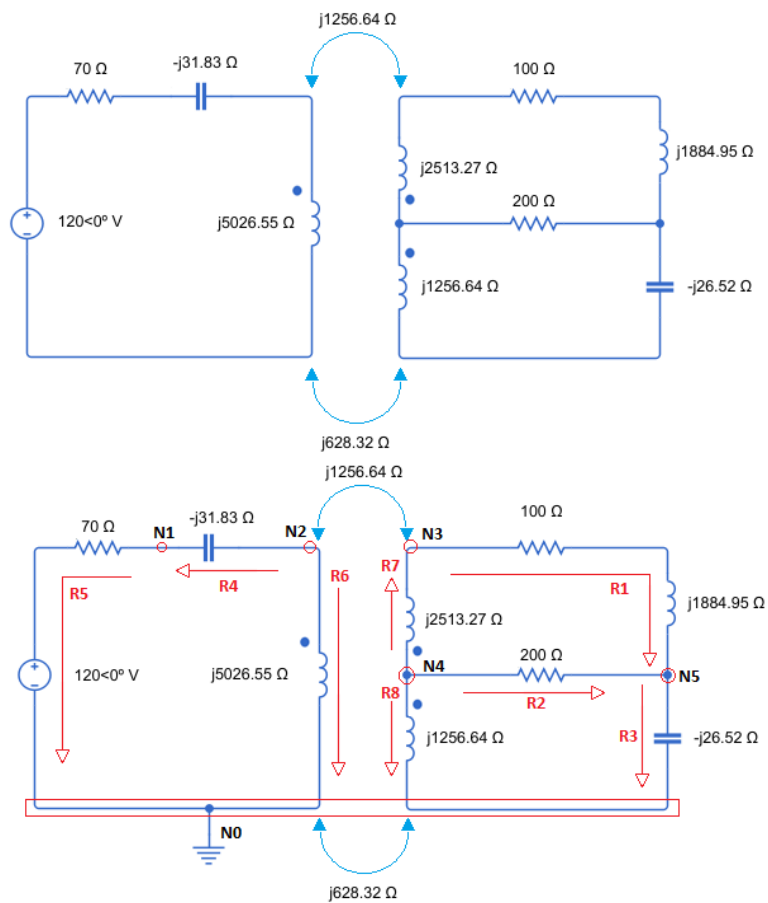 j1256.64 Ω
70 Ω
-j31.83 Ω
100 Ω
j2513.27 Ω
j1884.95 Ω
120<0º V
+
−
j5026.55 Ω
200 Ω
j1256.64 Ω
-j26.52 Ω
j628.32 Ω
j1256.64 Ω
70 Ω
N1
-j31.83 Ω
N2
N3
100 Ω
R5
R4
R6
R7
R1
j2513.27 Ω
j1884.95 Ω
120<0º V
+
−
j5026.55 Ω
N4
200 Ω
N5
R8
R2
j1256.64 Ω
R3
-j26.52 Ω
N0
j628.32 Ω